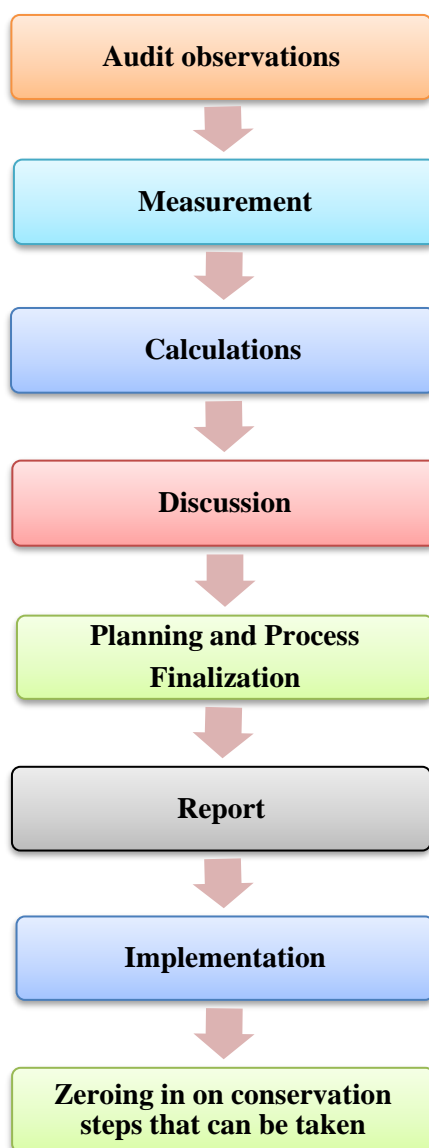 Audit observations
Measurement
Calculations
Discussion
Planning and Process
Finalization
Report
Implementation
Zeroing in on conservation
steps that can be taken